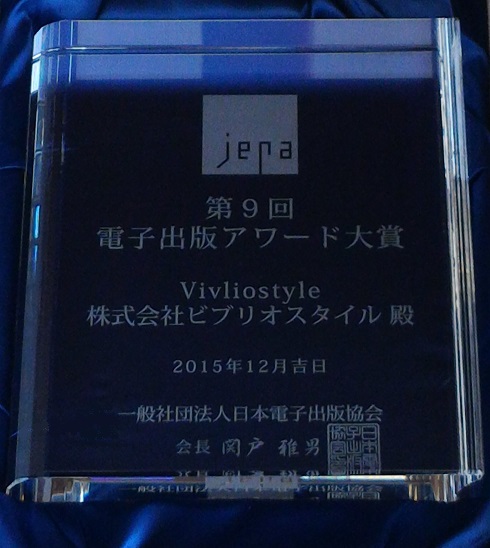 jepa
第9回
電子出版アワード大賞
Vivliostyle
株式会社ビブリオスタイル 殿
2015年12月吉日
一般社団法人日本電子出版協会
会長 関戸 雅男